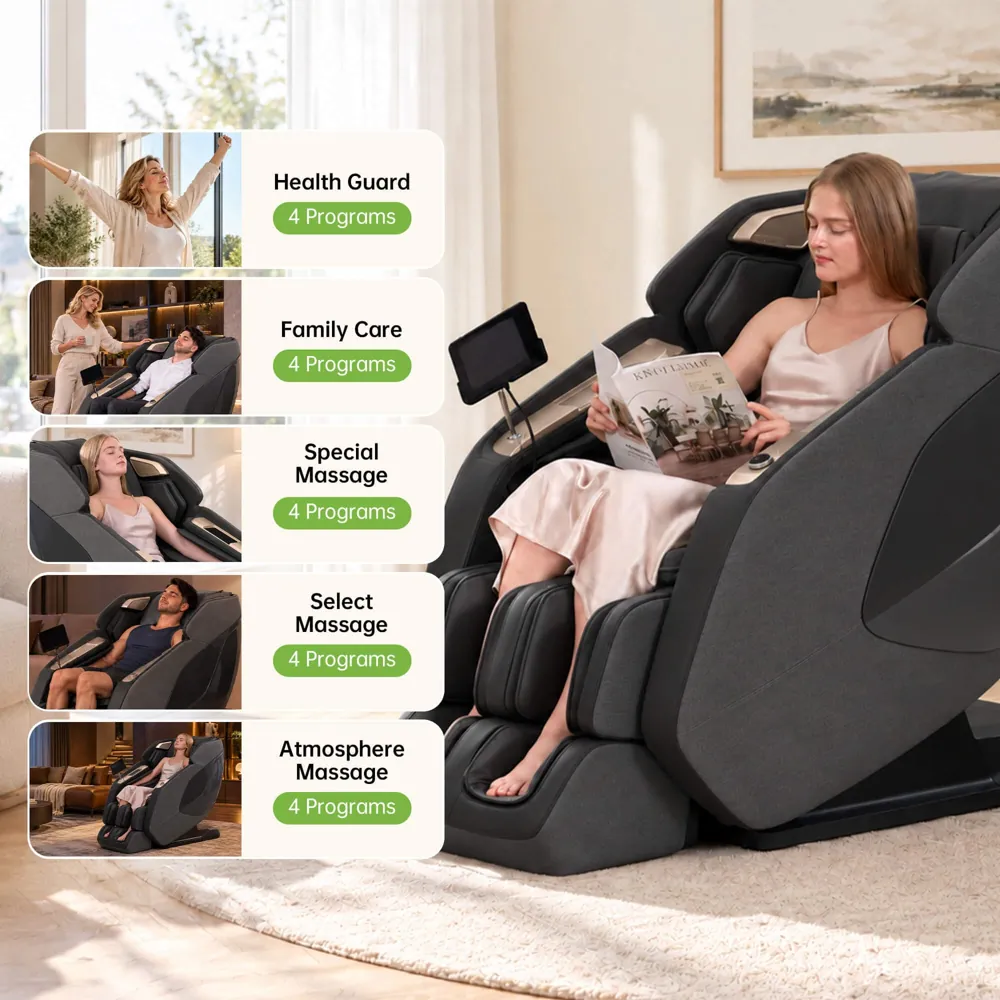 Health Guard
4 Programs
Family Care
4 Programs
Special
Massage
4 Programs
Select
Massage
4 Programs
Atmosphere
Massage
4 Programs